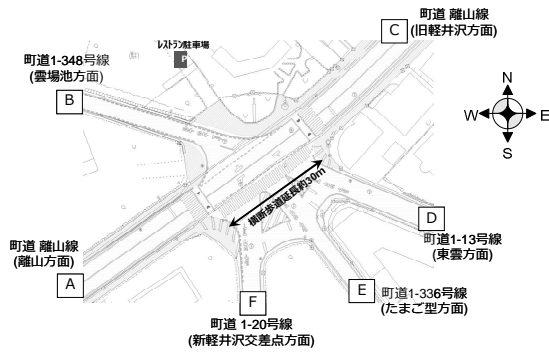 町道 離山線
(旧軽井沢方面)
C
レストラン駐車場
P
町道1-348号線
(雲場池方面)
B
N
W
E
S
横断歩道延長約30m
D
町道1-13号線
(東雲方面)
町道 離山線
(離山方面)
A
E
町道1-336号線
(たまご型方面)
F
町道 1-20号線
(新軽井沢交差点方面)